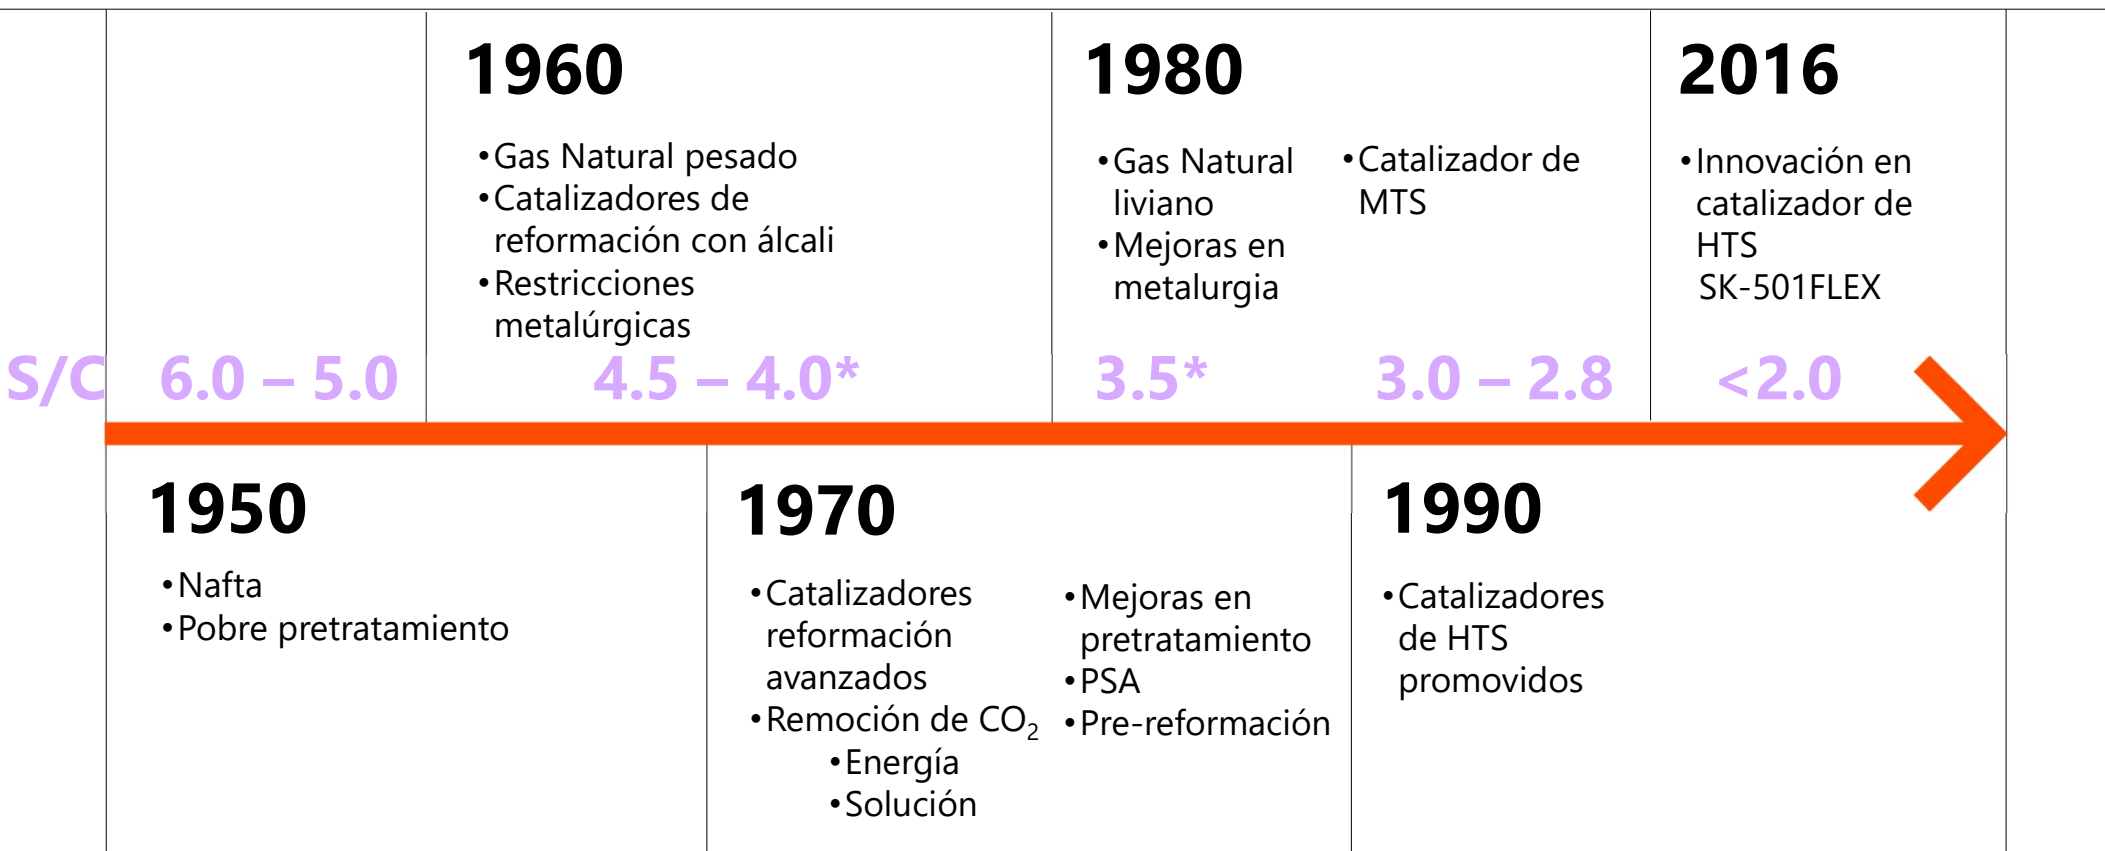 1960
•Gas Natural pesado
•Catalizadores de
reformación con álcali
•Restricciones
metalúrgicas
1980
•Gas Natural
liviano
•Mejoras en
metalurgia
•Catalizador de
MTS
2016
•Innovación en
catalizador de
HTS
SK-501FLEX
S/C 6.0 – 5.0 4.5 – 4.0* 3.5* 3.0 – 2.8 <2.0
1950
•Nafta
•Pobre pretratamiento
1970
•Catalizadores
reformación
avanzados
•Remoción de CO₂
•Energía
•Solución
•Mejoras en
pretratamiento
•PSA
•Pre-reformación
1990
•Catalizadores
de HTS
promovidos